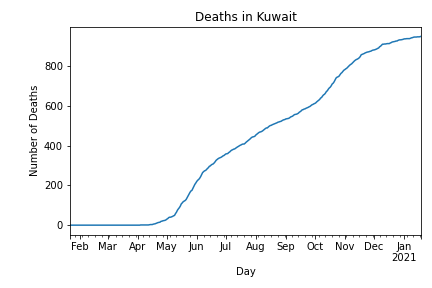 Deaths in Kuwait
Number of Deaths
800
600
400
200
0
Feb Mar Apr May Jun Jul Aug Sep Oct Nov Dec Jan
2021
Day